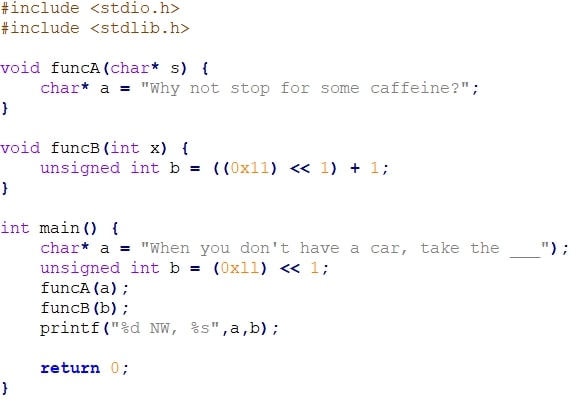 #include <stdio.h>
#include <stdlib.h>
void funcA(char* s) {
char* a = "Why not stop for some caffeine?";
}
void funcB(int x) {
unsigned int b = ((0x11) << 1) + 1;
}
int main() {
char* a = "When you don't have a car, take the ___");
unsigned int b = (0xll) << 1;
funcA(a);
funcB(b);
printf("%d NW, %s",a,b);
return 0;
}